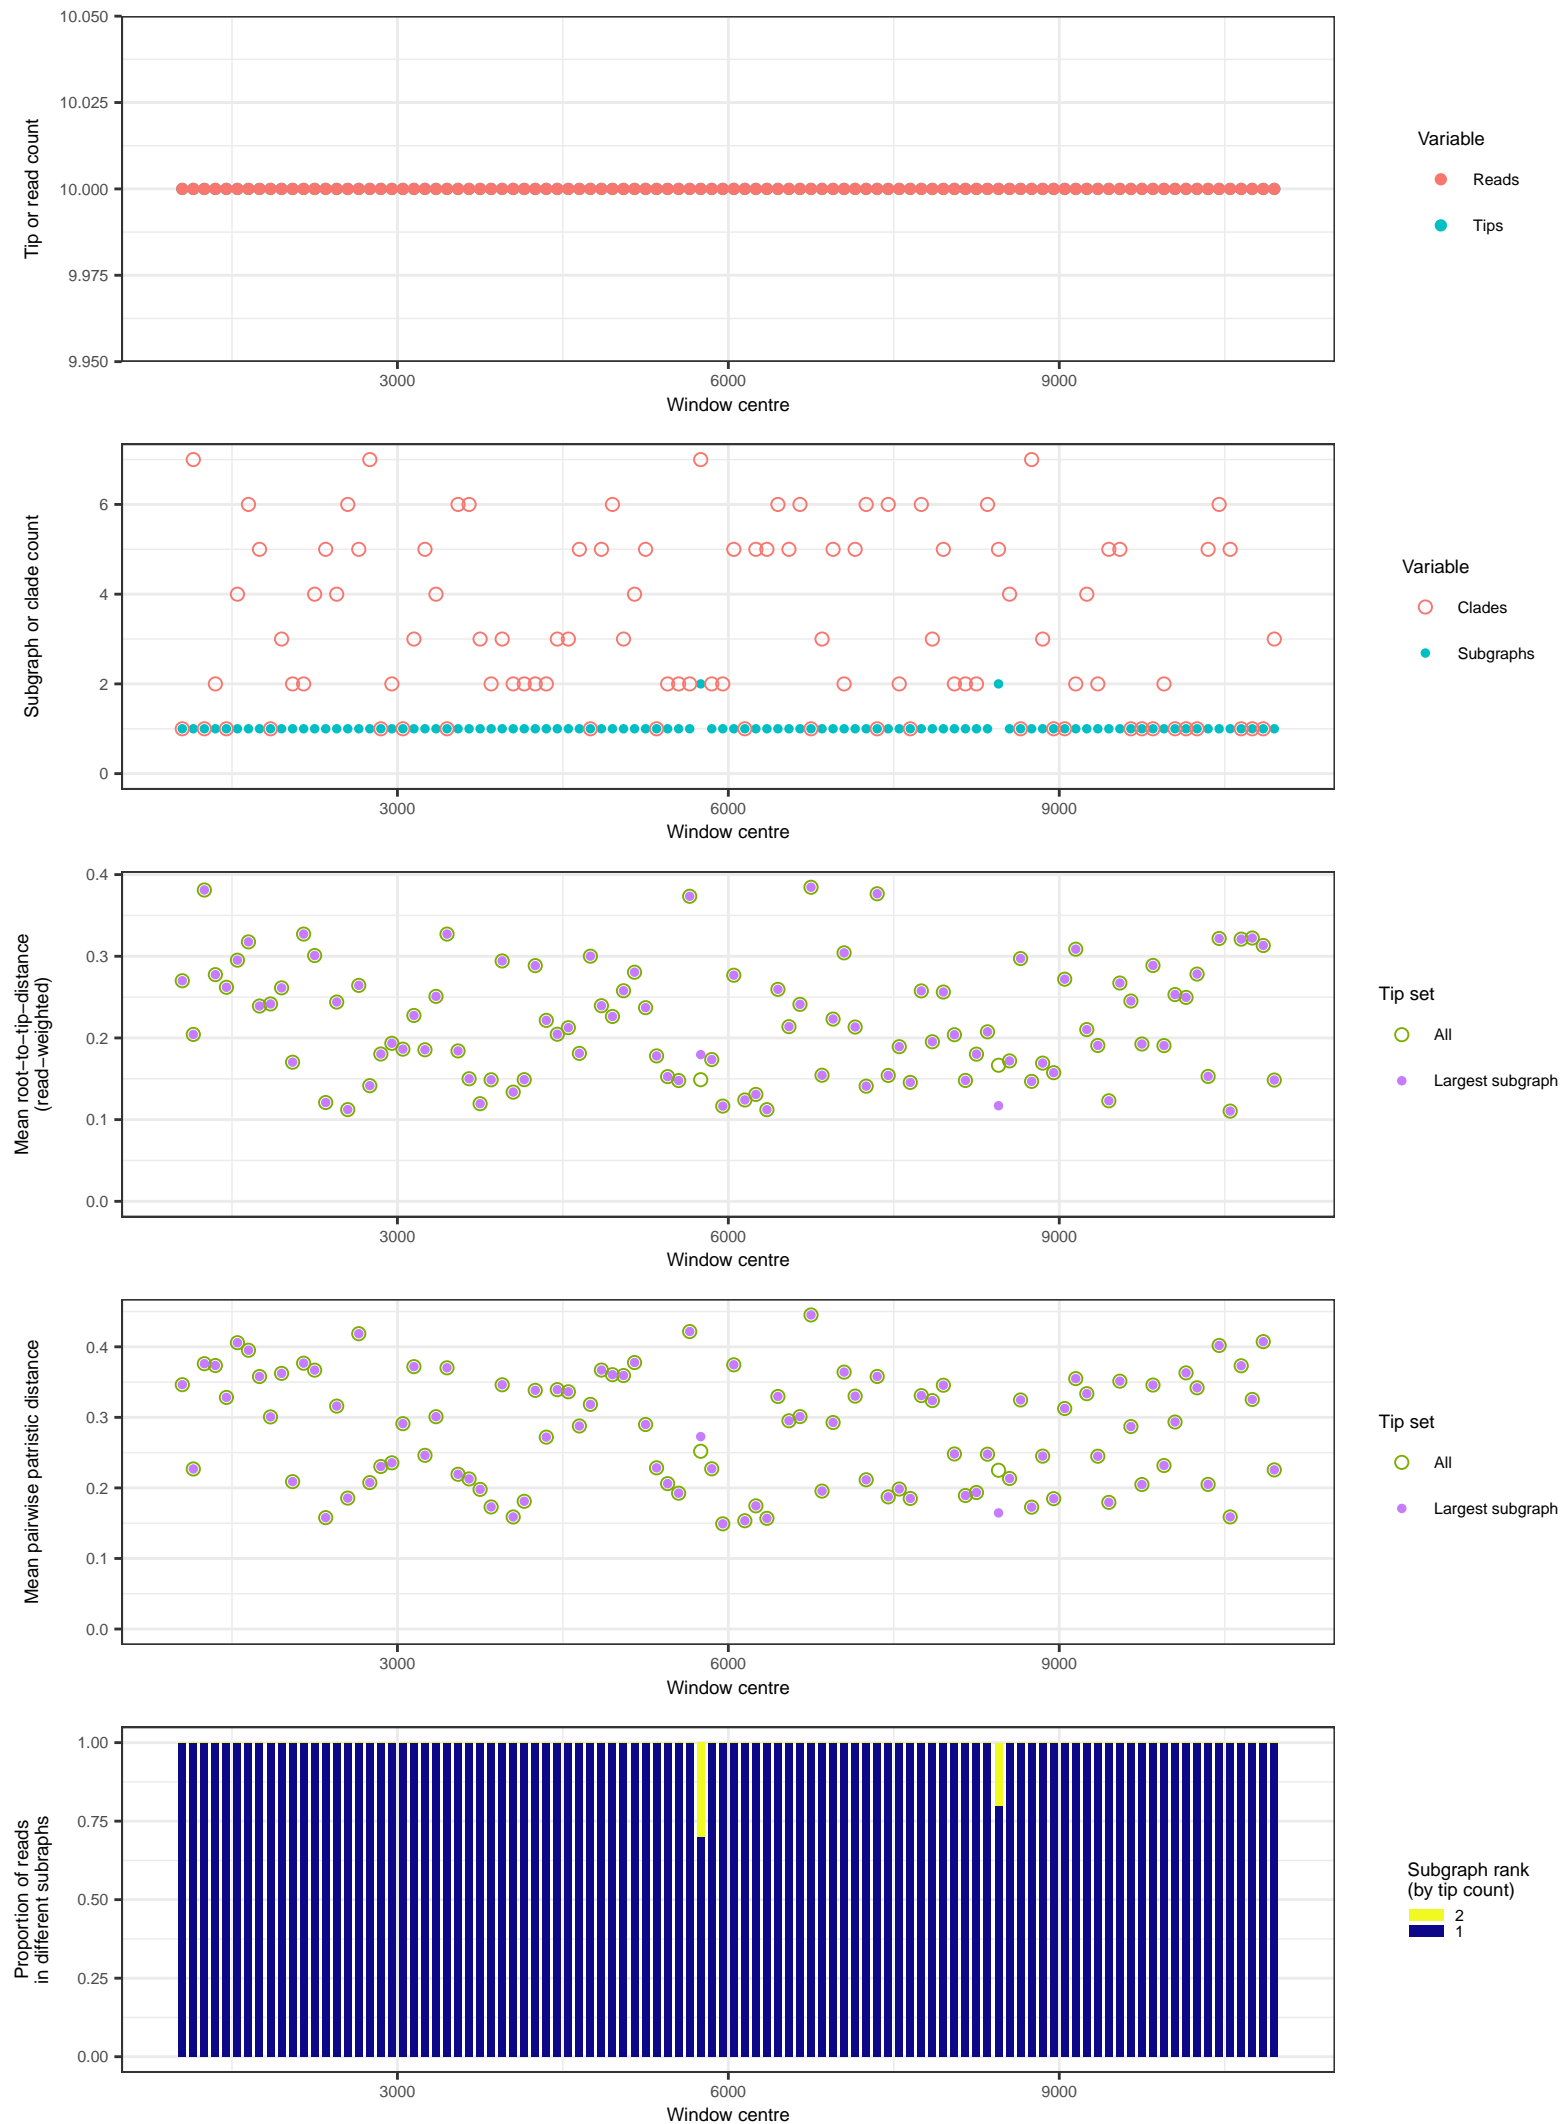 10.050
10.025
10.000
9.975
9.950
Tip or read count
3000
6000
9000
Window centre
Variable
Reads
Tips
6
4
2
0
Subgraph or clade count
3000
6000
9000
Window centre
Variable
Clades
Subgraphs
0.4
0.3
0.2
0.1
0.0
Mean root−to−tip−distance
(read−weighted)
3000
6000
9000
Window centre
Tip set
All
Largest subgraph
0.4
0.3
0.2
0.1
0.0
Mean pairwise patristic distance
3000
6000
9000
Window centre
Tip set
All
Largest subgraph
1.00
0.75
0.50
0.25
0.00
Proportion of reads
in different subraphs
3000
6000
9000
Window centre
Subgraph rank
(by tip count)
2
1